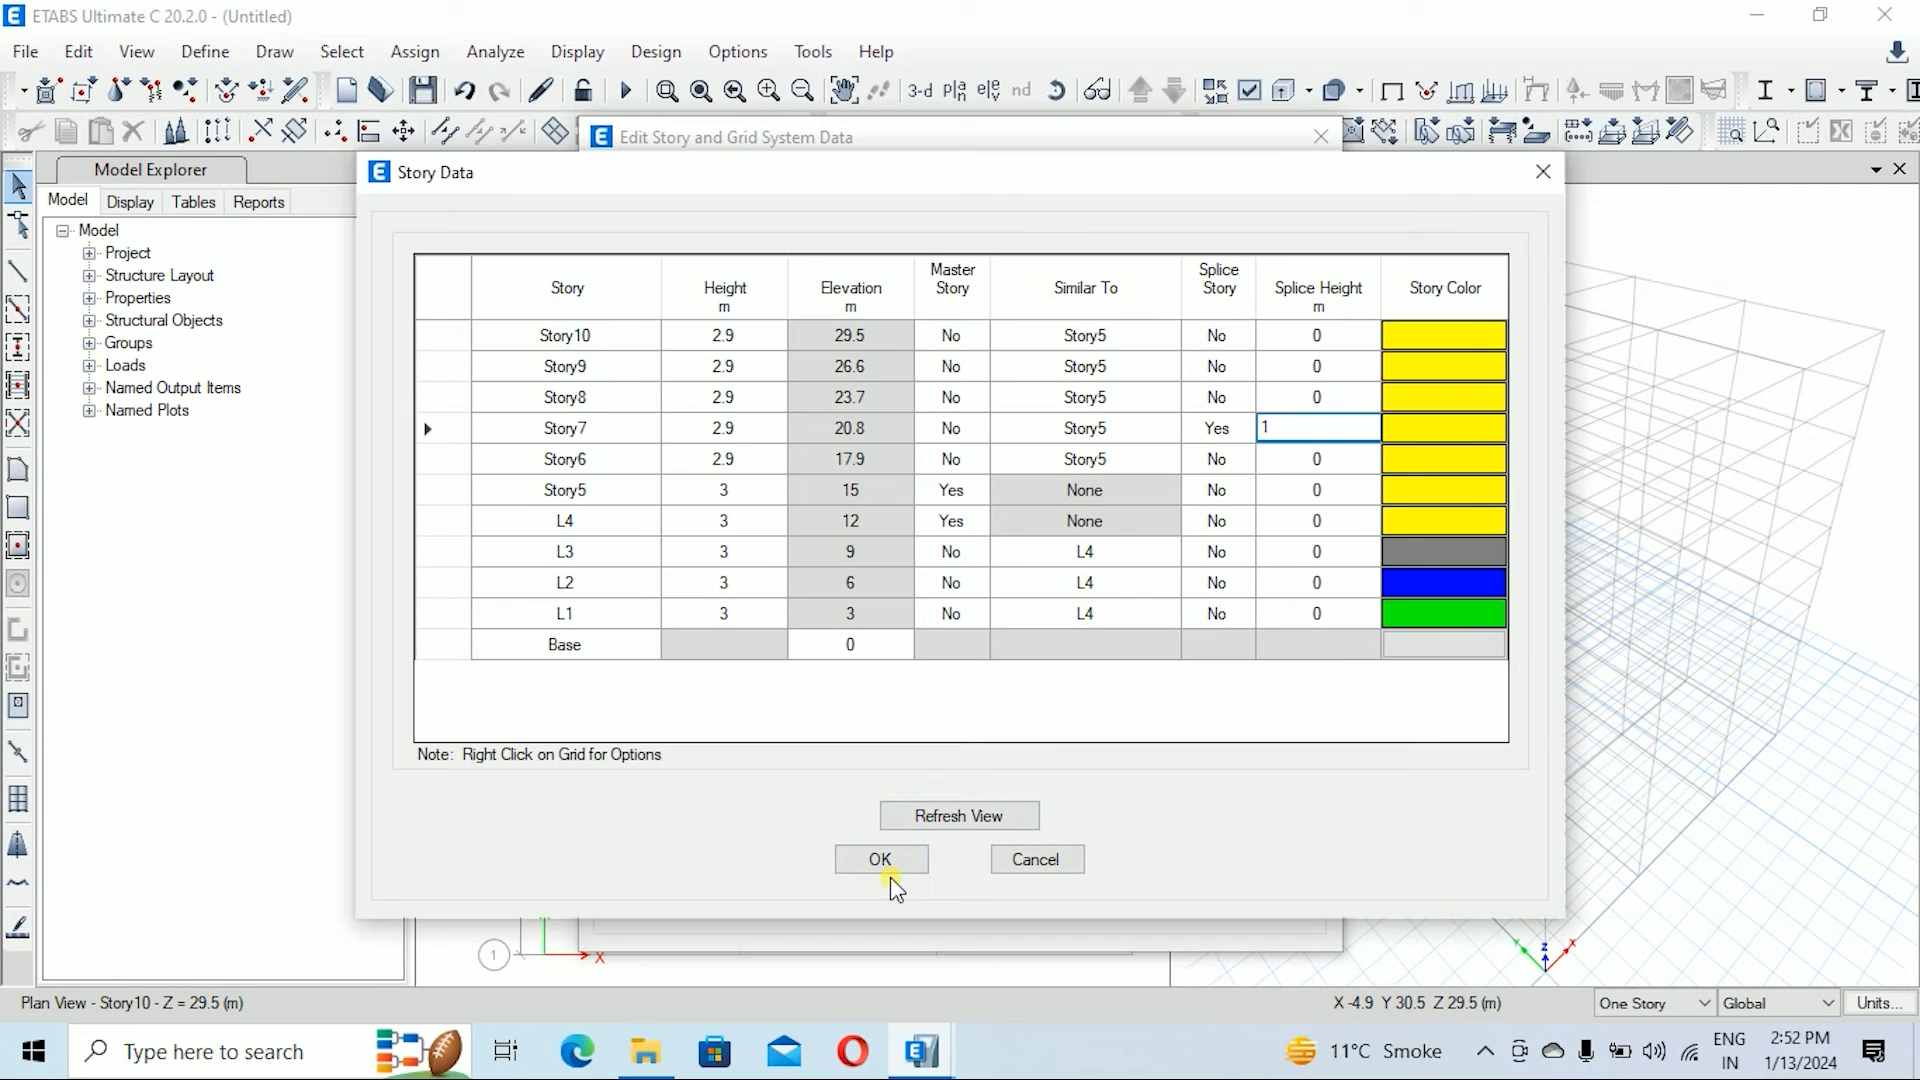 ETABS Ultimate C 20.2.0 - (Untitled)
File Edit View Define Draw Select Assign Analyze Display Design Options Tools Help
3-d pla ele nd
Edit Story and Grid System Data
Model Explorer
Model Display Tables Reports
Model
Project
Structure Layout
Properties
Structural Objects
Groups
Loads
Named Output Items
Named Plots
Story Data
Story Height m Elevation m Master Story Similar To Splice Story Splice Height m Story Color
Story10 2.9 29.5 No Story5 No 0
Story9 2.9 26.6 No Story5 No 0
Story8 2.9 23.7 No Story5 No 0
Story7 2.9 20.8 No Story5 Yes 1
Story6 2.9 17.9 No Story5 No 0
Story5 3 15 Yes None No 0
L4 3 12 Yes None No 0
L3 3 9 No L4 No 0
L2 3 6 No L4 No 0
L1 3 3 No L4 No 0
Base 0
Note: Right Click on Grid for Options
Refresh View
OK Cancel
1 X
Z
Plan View - Story10 - Z = 29.5 (m)
X -4.9 Y 30.5 Z 29.5 (m)
One Story Global Units...
Type here to search
11°C Smoke
ENG
IN
2:52 PM
1/13/2024